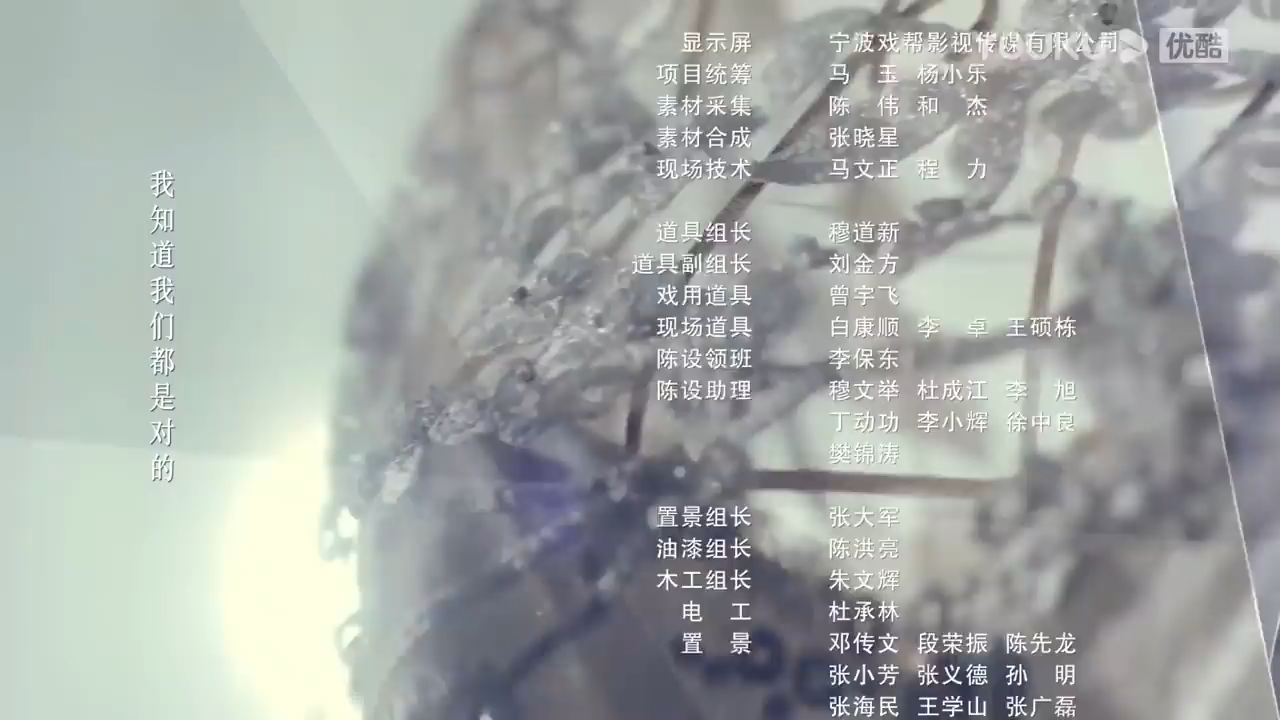 YOUKU 优酷
我知道我们都是对的
显示屏 宁波戏帮影视传媒有限公司
项目统筹 马 玉 杨小乐
素材采集 陈 伟 和 杰
素材合成 张晓星
现场技术 马文正 程 力
道具组长 穆道新
道具副组长 刘金方
戏用道具 曾宇飞
现场道具 白康顺 李 卓 王硕栋
陈设领班 李保东
陈设助理 穆文举 杜成江 李 旭
丁动功 李小辉 徐中良
樊锦涛
置景组长 张大军
油漆组长 陈洪亮
木工组长 朱文辉
电 工 杜承林
置 景 邓传文 段荣振 陈先龙
张小芳 张义德 孙 明
张海民 王学山 张广磊